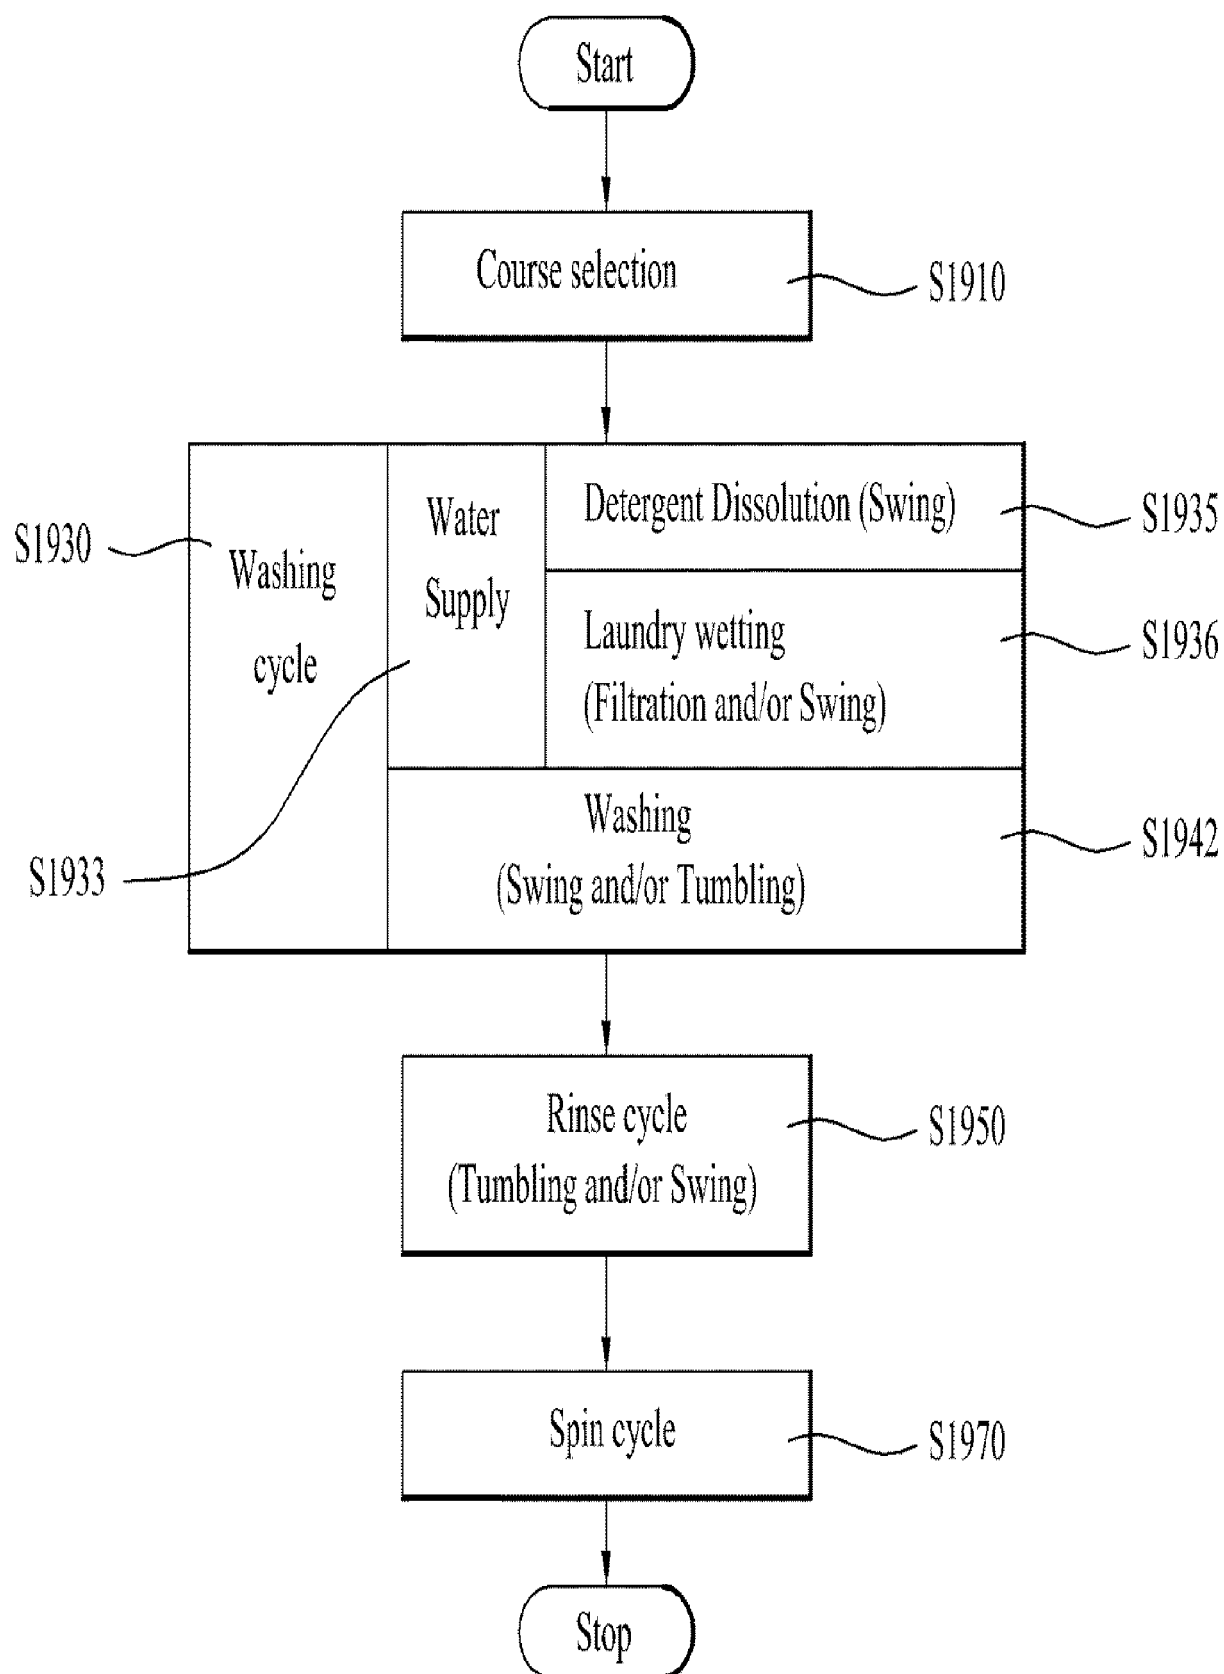 Start
Course selection
S1910
S1930
Washing
cycle
Water
Supply
S1933
Detergent Dissolution (Swing)
S1935
Laundry wetting
(Filtration and/or Swing)
S1936
Washing
(Swing and/or Tumbling)
S1942
Rinse cycle
(Tumbling and/or Swing)
S1950
Spin cycle
S1970
Stop